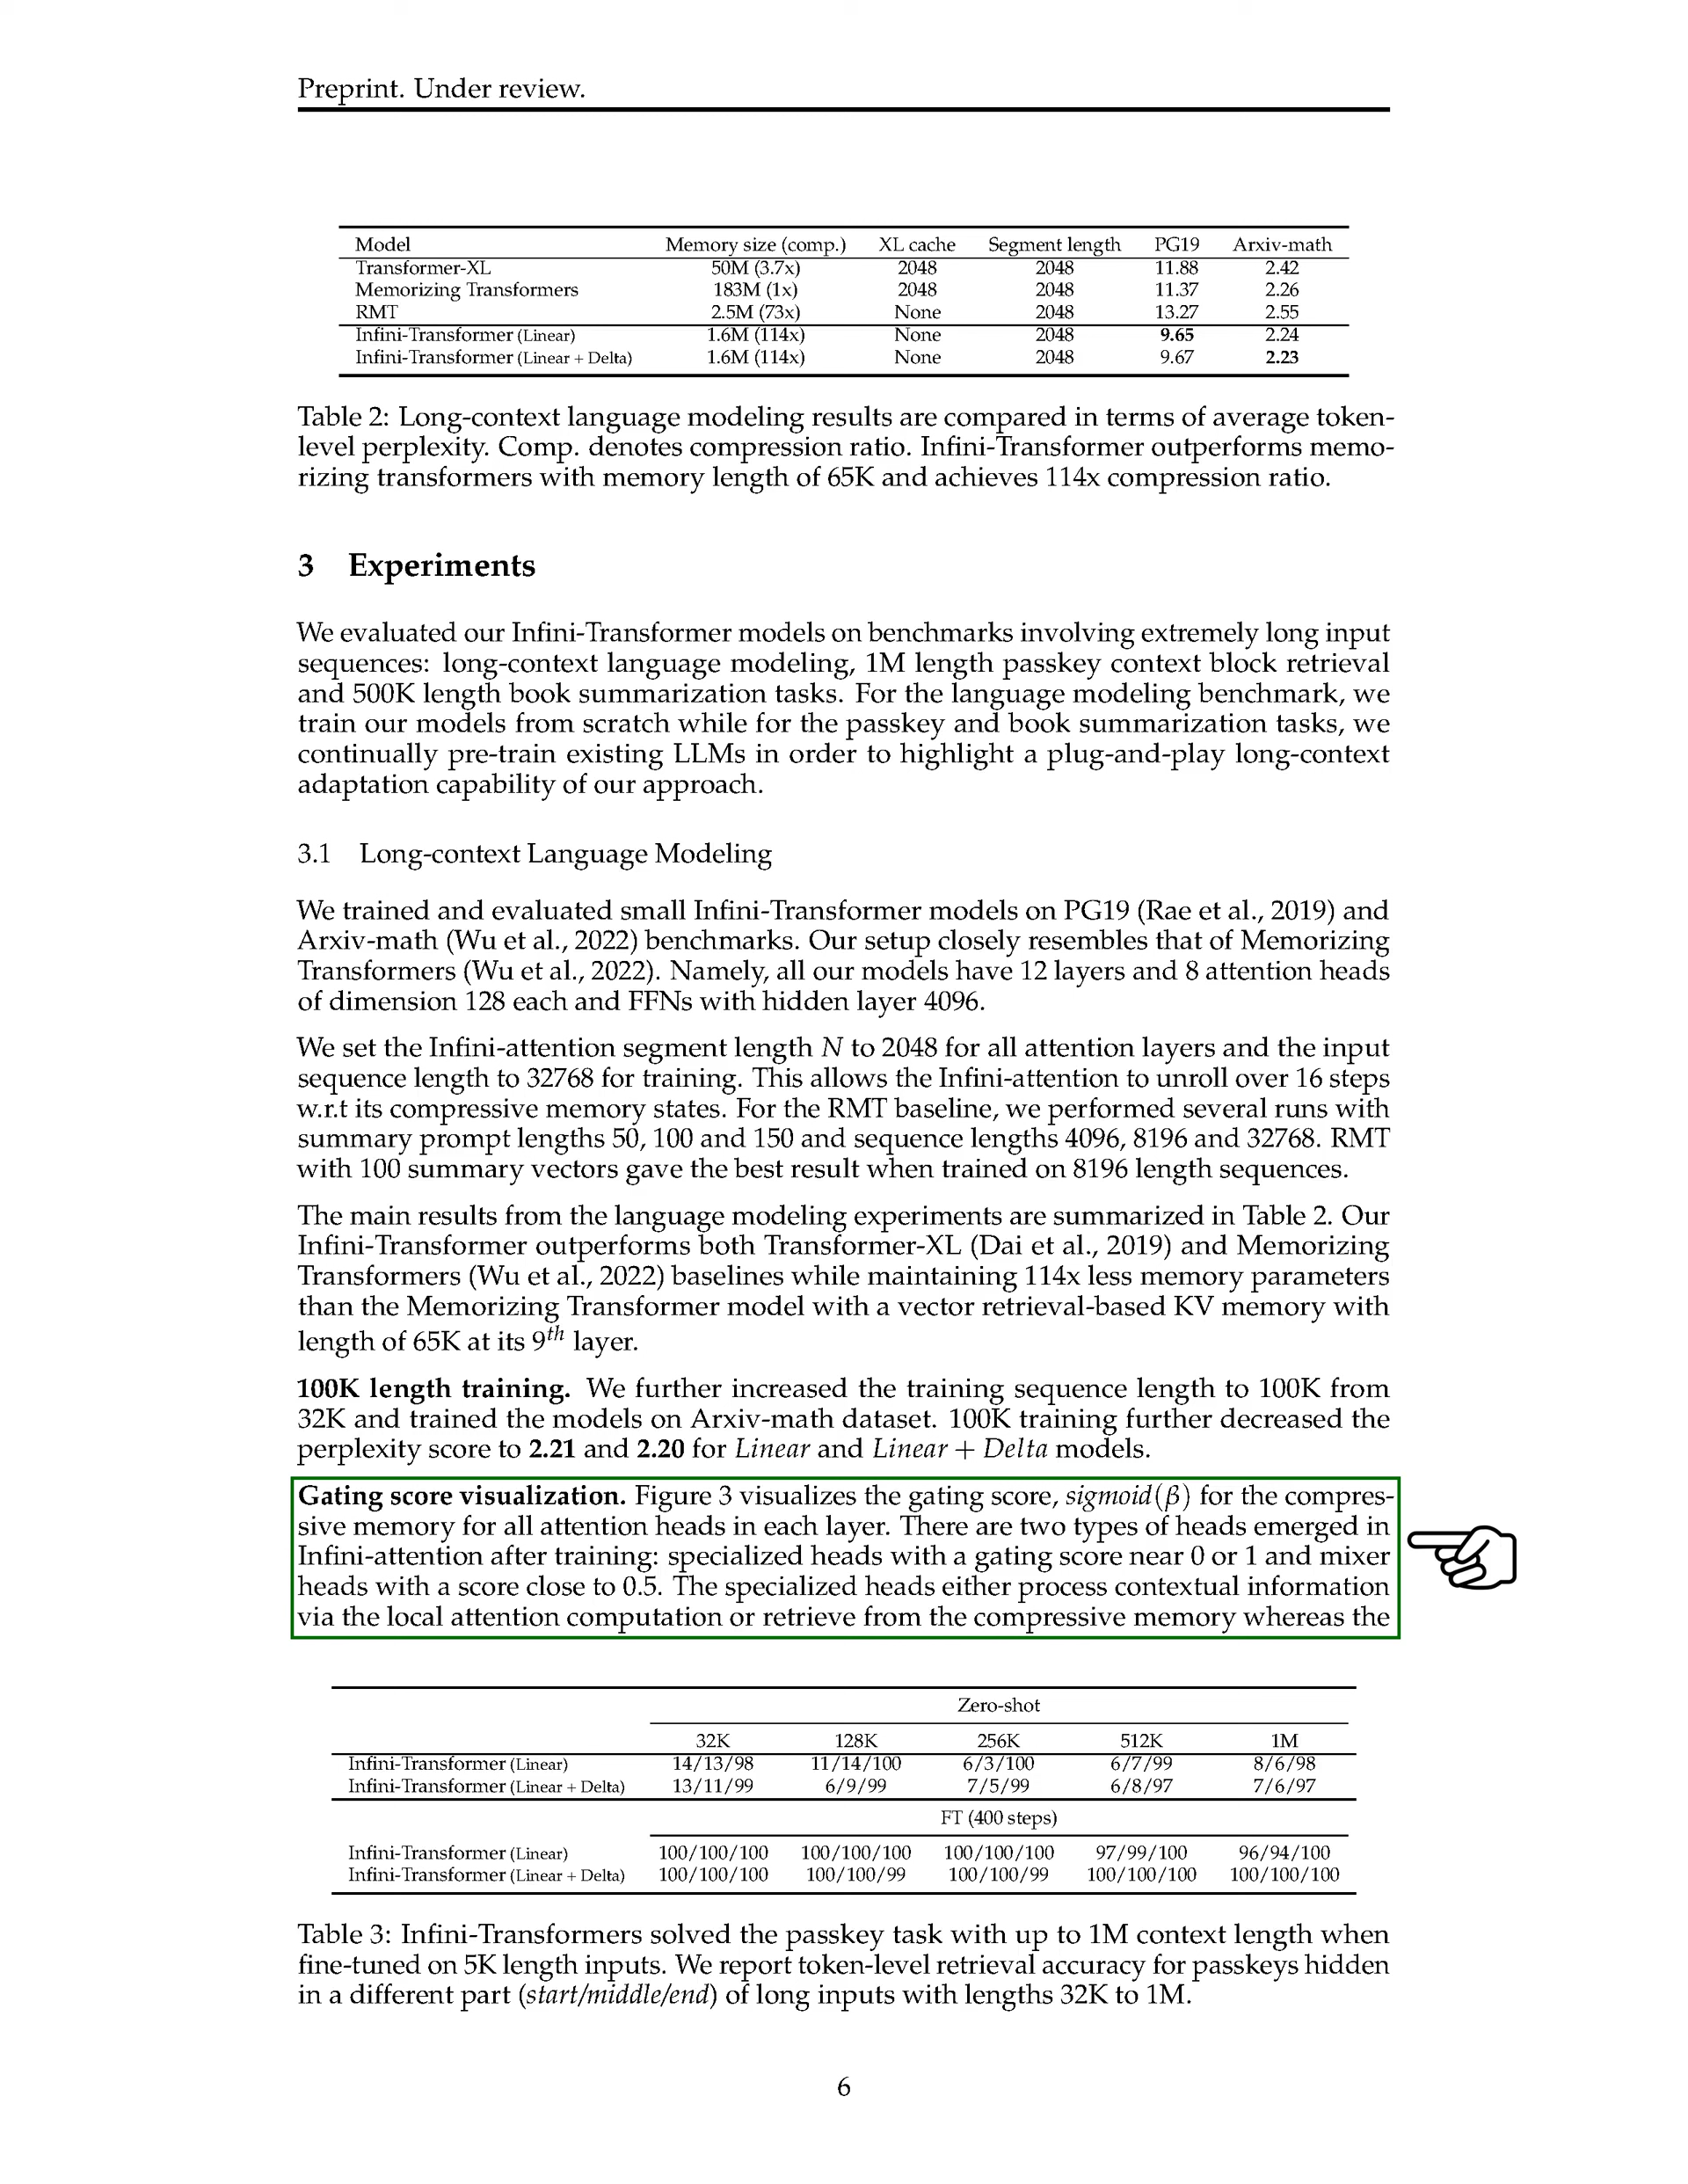 Preprint. Under review.
Model Memory size (comp.) XL cache Segment length PG19 Arxiv-math
Transformer-XL 50M (3.7x) 2048 2048 11.88 2.42
Memorizing Transformers 183M (1x) 2048 2048 11.37 2.26
RMT 2.5M (73x) None 2048 13.27 2.55
Infini-Transformer (Linear) 1.6M (114x) None 2048 9.65 2.24
Infini-Transformer (Linear + Delta) 1.6M (114x) None 2048 9.67 2.23
Table 2: Long-context language modeling results are compared in terms of average token-
level perplexity. Comp. denotes compression ratio. Infini-Transformer outperforms memo-
rizing transformers with memory length of 65K and achieves 114x compression ratio.
3 Experiments
We evaluated our Infini-Transformer models on benchmarks involving extremely long input
sequences: long-context language modeling, 1M length passkey context block retrieval
and 500K length book summarization tasks. For the language modeling benchmark, we
train our models from scratch while for the passkey and book summarization tasks, we
continually pre-train existing LLMs in order to highlight a plug-and-play long-context
adaptation capability of our approach.
3.1 Long-context Language Modeling
We trained and evaluated small Infini-Transformer models on PG19 (Rae et al., 2019) and
Arxiv-math (Wu et al., 2022) benchmarks. Our setup closely resembles that of Memorizing
Transformers (Wu et al., 2022). Namely, all our models have 12 layers and 8 attention heads
of dimension 128 each and FFNs with hidden layer 4096.
We set the Infini-attention segment length N to 2048 for all attention layers and the input
sequence length to 32768 for training. This allows the Infini-attention to unroll over 16 steps
w.r.t its compressive memory states. For the RMT baseline, we performed several runs with
summary prompt lengths 50, 100 and 150 and sequence lengths 4096, 8196 and 32768. RMT
with 100 summary vectors gave the best result when trained on 8196 length sequences.
The main results from the language modeling experiments are summarized in Table 2. Our
Infini-Transformer outperforms both Transformer-XL (Dai et al., 2019) and Memorizing
Transformers (Wu et al., 2022) baselines while maintaining 114x less memory parameters
than the Memorizing Transformer model with a vector retrieval-based KV memory with
length of 65K at its 9th layer.
100K length training. We further increased the training sequence length to 100K from
32K and trained the models on Arxiv-math dataset. 100K training further decreased the
perplexity score to 2.21 and 2.20 for Linear and Linear + Delta models.
Gating score visualization. Figure 3 visualizes the gating score, sigmoid(β) for the compres-
sive memory for all attention heads in each layer. There are two types of heads emerged in
Infini-attention after training: specialized heads with a gating score near 0 or 1 and mixer
heads with a score close to 0.5. The specialized heads either process contextual information
via the local attention computation or retrieve from the compressive memory whereas the
Zero-shot
32K 128K 256K 512K 1M
Infini-Transformer (Linear) 14/13/98 11/14/100 6/3/100 6/7/99 8/6/98
Infini-Transformer (Linear + Delta) 13/11/99 6/9/99 7/5/99 6/8/97 7/6/97
FT (400 steps)
Infini-Transformer (Linear) 100/100/100 100/100/100 100/100/100 97/99/100 96/94/100
Infini-Transformer (Linear + Delta) 100/100/100 100/100/99 100/100/99 100/100/100 100/100/100
Table 3: Infini-Transformers solved the passkey task with up to 1M context length when
fine-tuned on 5K length inputs. We report token-level retrieval accuracy for passkeys hidden
in a different part (start/middle/end) of long inputs with lengths 32K to 1M.
6